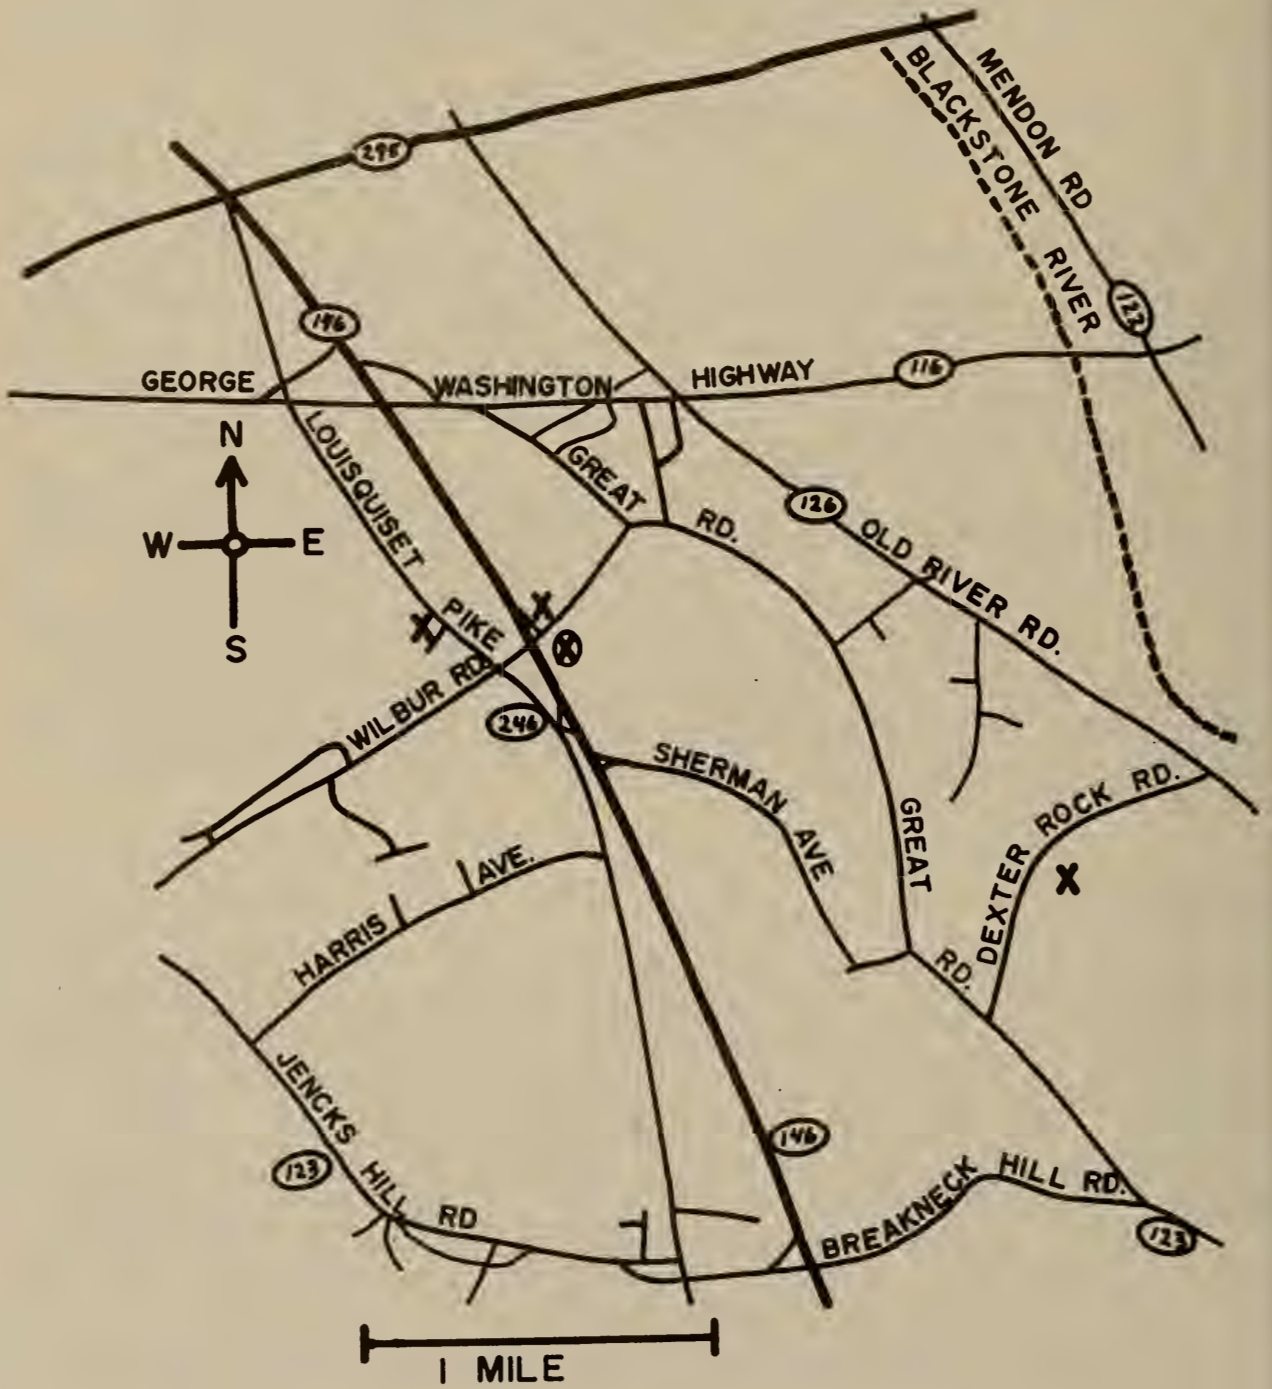 MENDON RD
BLACKSTONE RIVER
295
146
122
GEORGE WASHINGTON HIGHWAY
116
N
W E
S
LOUISQUISET PIKE
GREAT RD.
126
OLD RIVER RD.
X
WILBUR RD.
246
SHERMAN AVE
GREAT RD.
DEXTER ROCK RD.
X
HARRIS AVE.
JENCKS HILL RD
123
146
BREAKNECK HILL RD.
123
1 MILE